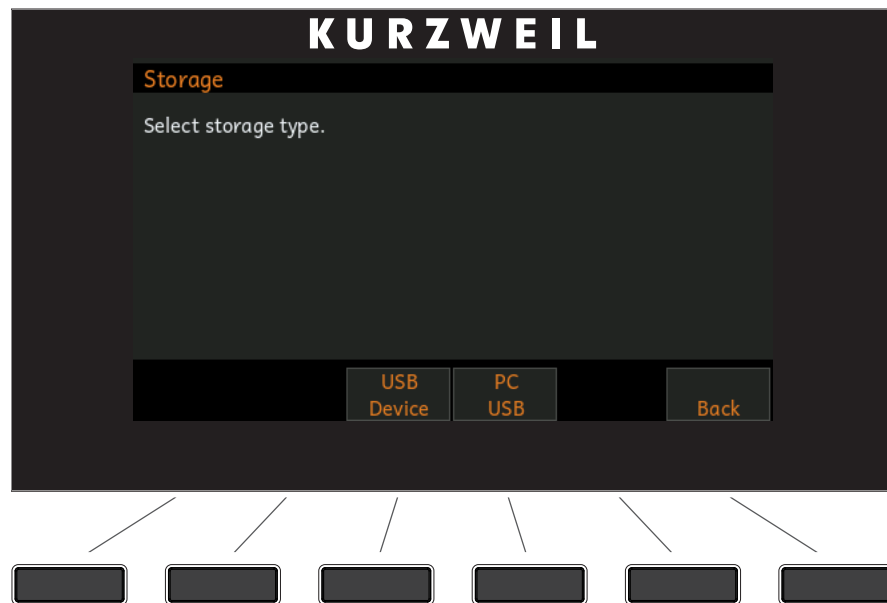 KURZWEIL
Storage
Select storage type.
USB PC
Device USB Back